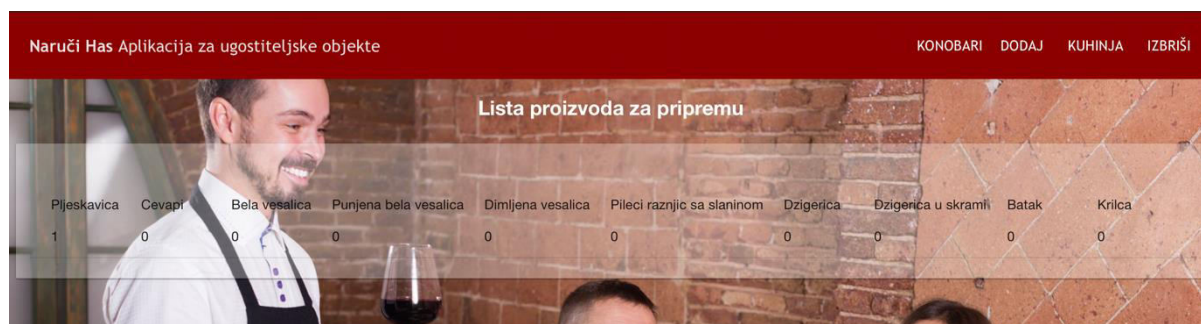 Naruči Has Aplikacija za ugostiteljske objekte KONOBARI DODAJ KUHINJA IZBRIŠI
Lista proizvoda za pripremu
Pljeskavica Cevapi Bela vesalica Punjena bela vesalica Dimljena vesalica Pileci raznjic sa slaninom Dzigerica Dzigerica u skrami Batak Krilca
1 0 0 0 0 0 0 0 0 0